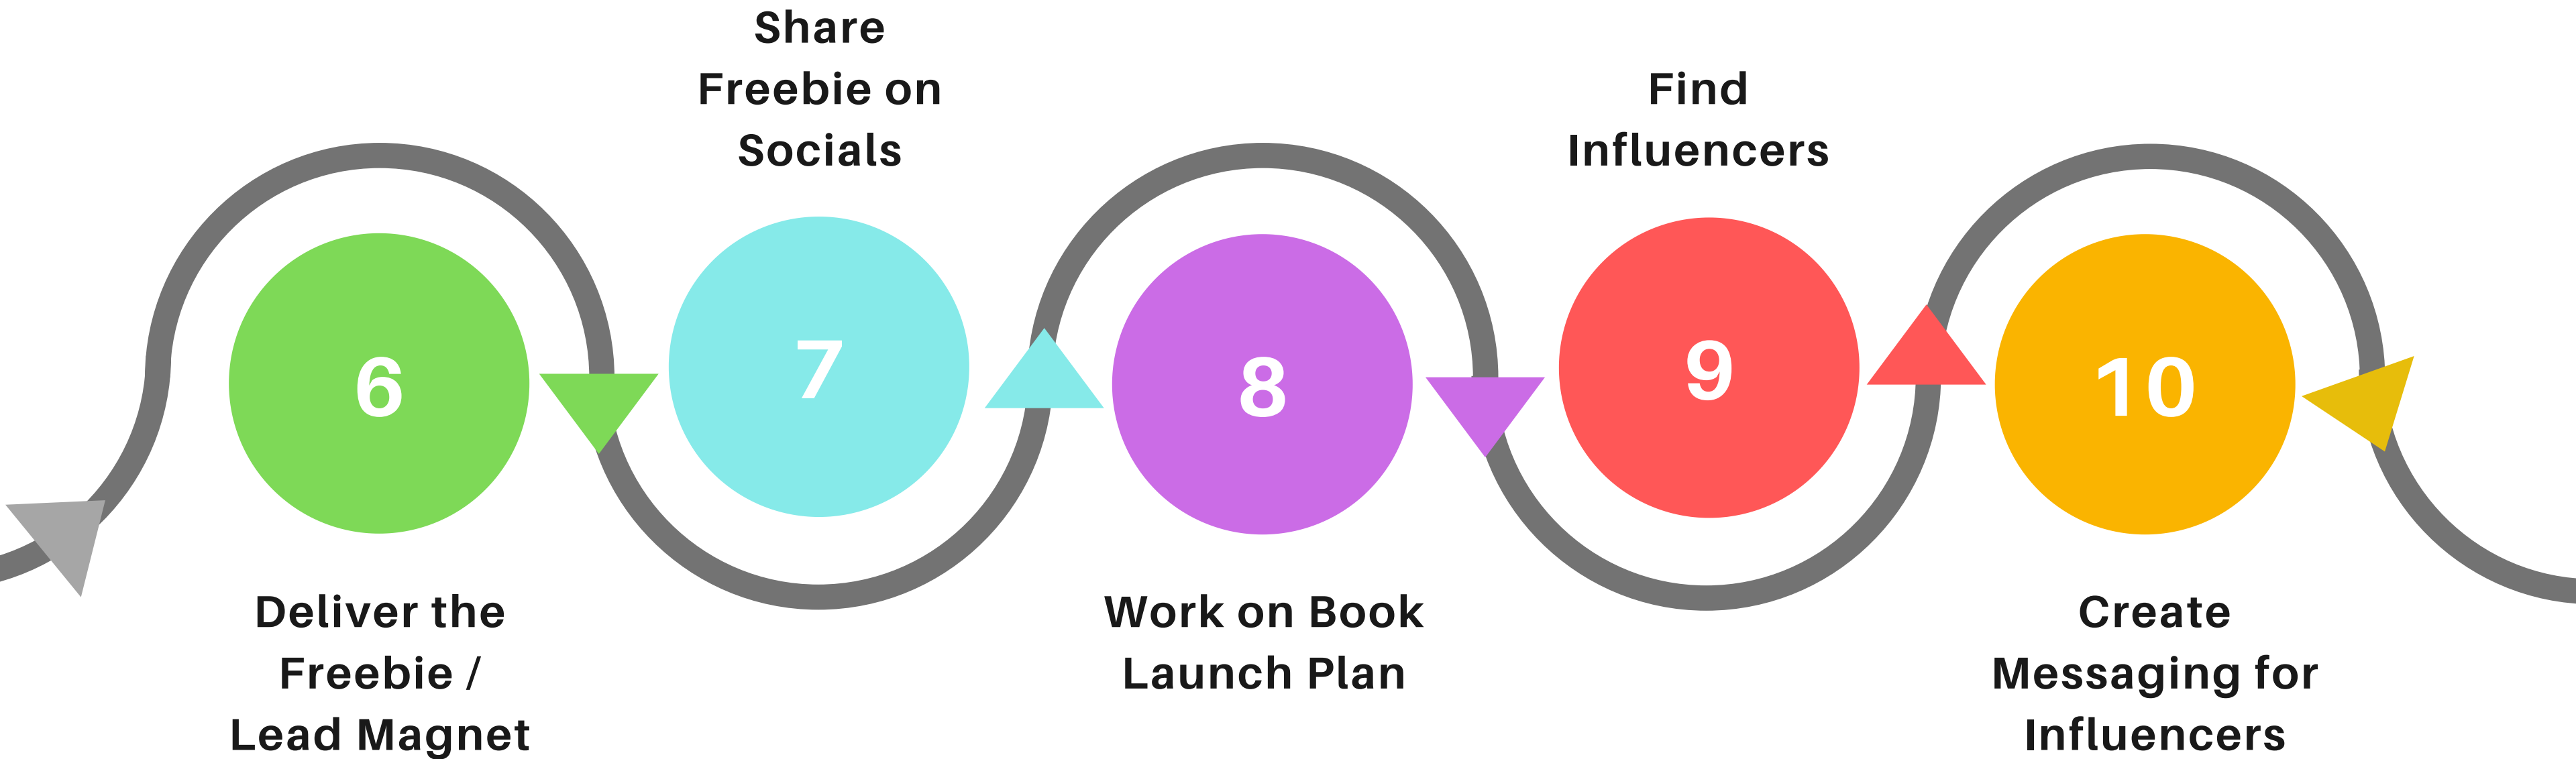 6
Deliver the
Freebie /
Lead Magnet
Share
Freebie on
Socials
7
8
Work on Book
Launch Plan
Find
Influencers
9
10
Create
Messaging for
Influencers